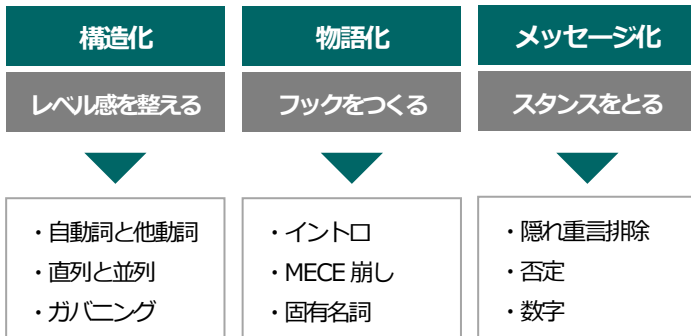 構造化
レベル感を整える
・自動詞と他動詞
・直列と並列
・ガバニング
物語化
フックをつくる
・イントロ
・MECE 崩し
・固有名詞
メッセージ化
スタンスをとる
・隠れ重言排除
・否定
・数字